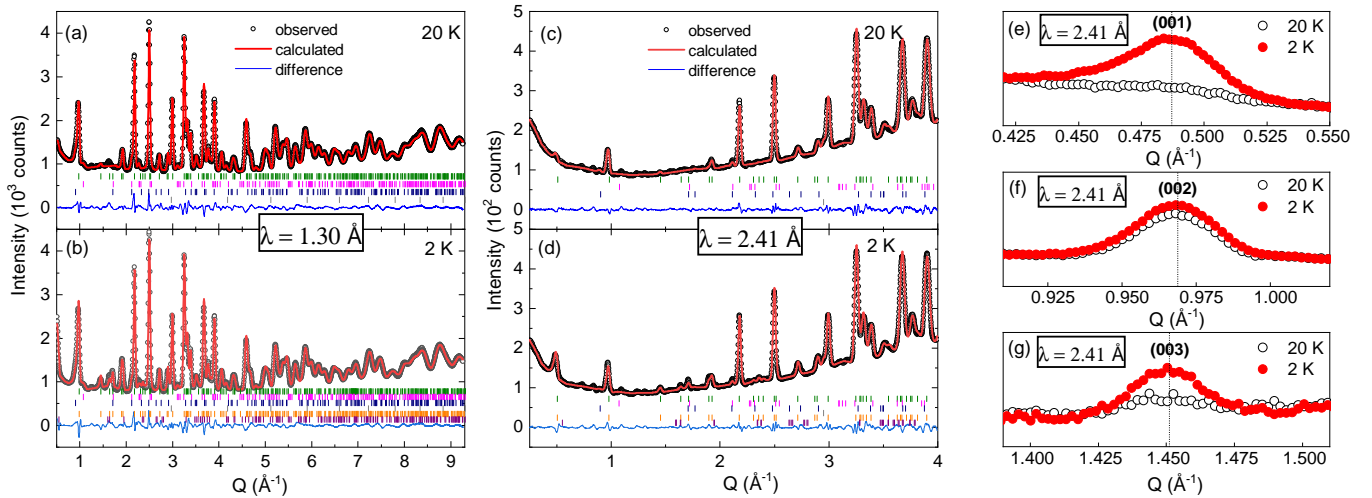 (a)
observed
calculated
difference
20 K
4
3
2
1
0
(b)
2 K
4
3
2
1
0
λ = 1.30 Å
Intensity (10³ counts)
1 2 3 4 5 6 7 8 9
Q (Å⁻¹)
(c)
observed
calculated
difference
20 K
5
4
3
2
1
0
5
λ = 2.41 Å
(d)
2 K
4
3
2
1
0
Intensity (10² counts)
1 2 3 4
Q (Å⁻¹)
(e)
λ = 2.41 Å
(001)
20 K
2 K
0.425 0.450 0.475 0.500 0.525 0.550
Q (Å⁻¹)
(f)
λ = 2.41 Å
(002)
20 K
2 K
0.925 0.950 0.975 1.000
Q (Å⁻¹)
(g)
λ = 2.41 Å
(003)
20 K
2 K
1.400 1.425 1.450 1.475 1.500
Q (Å⁻¹)